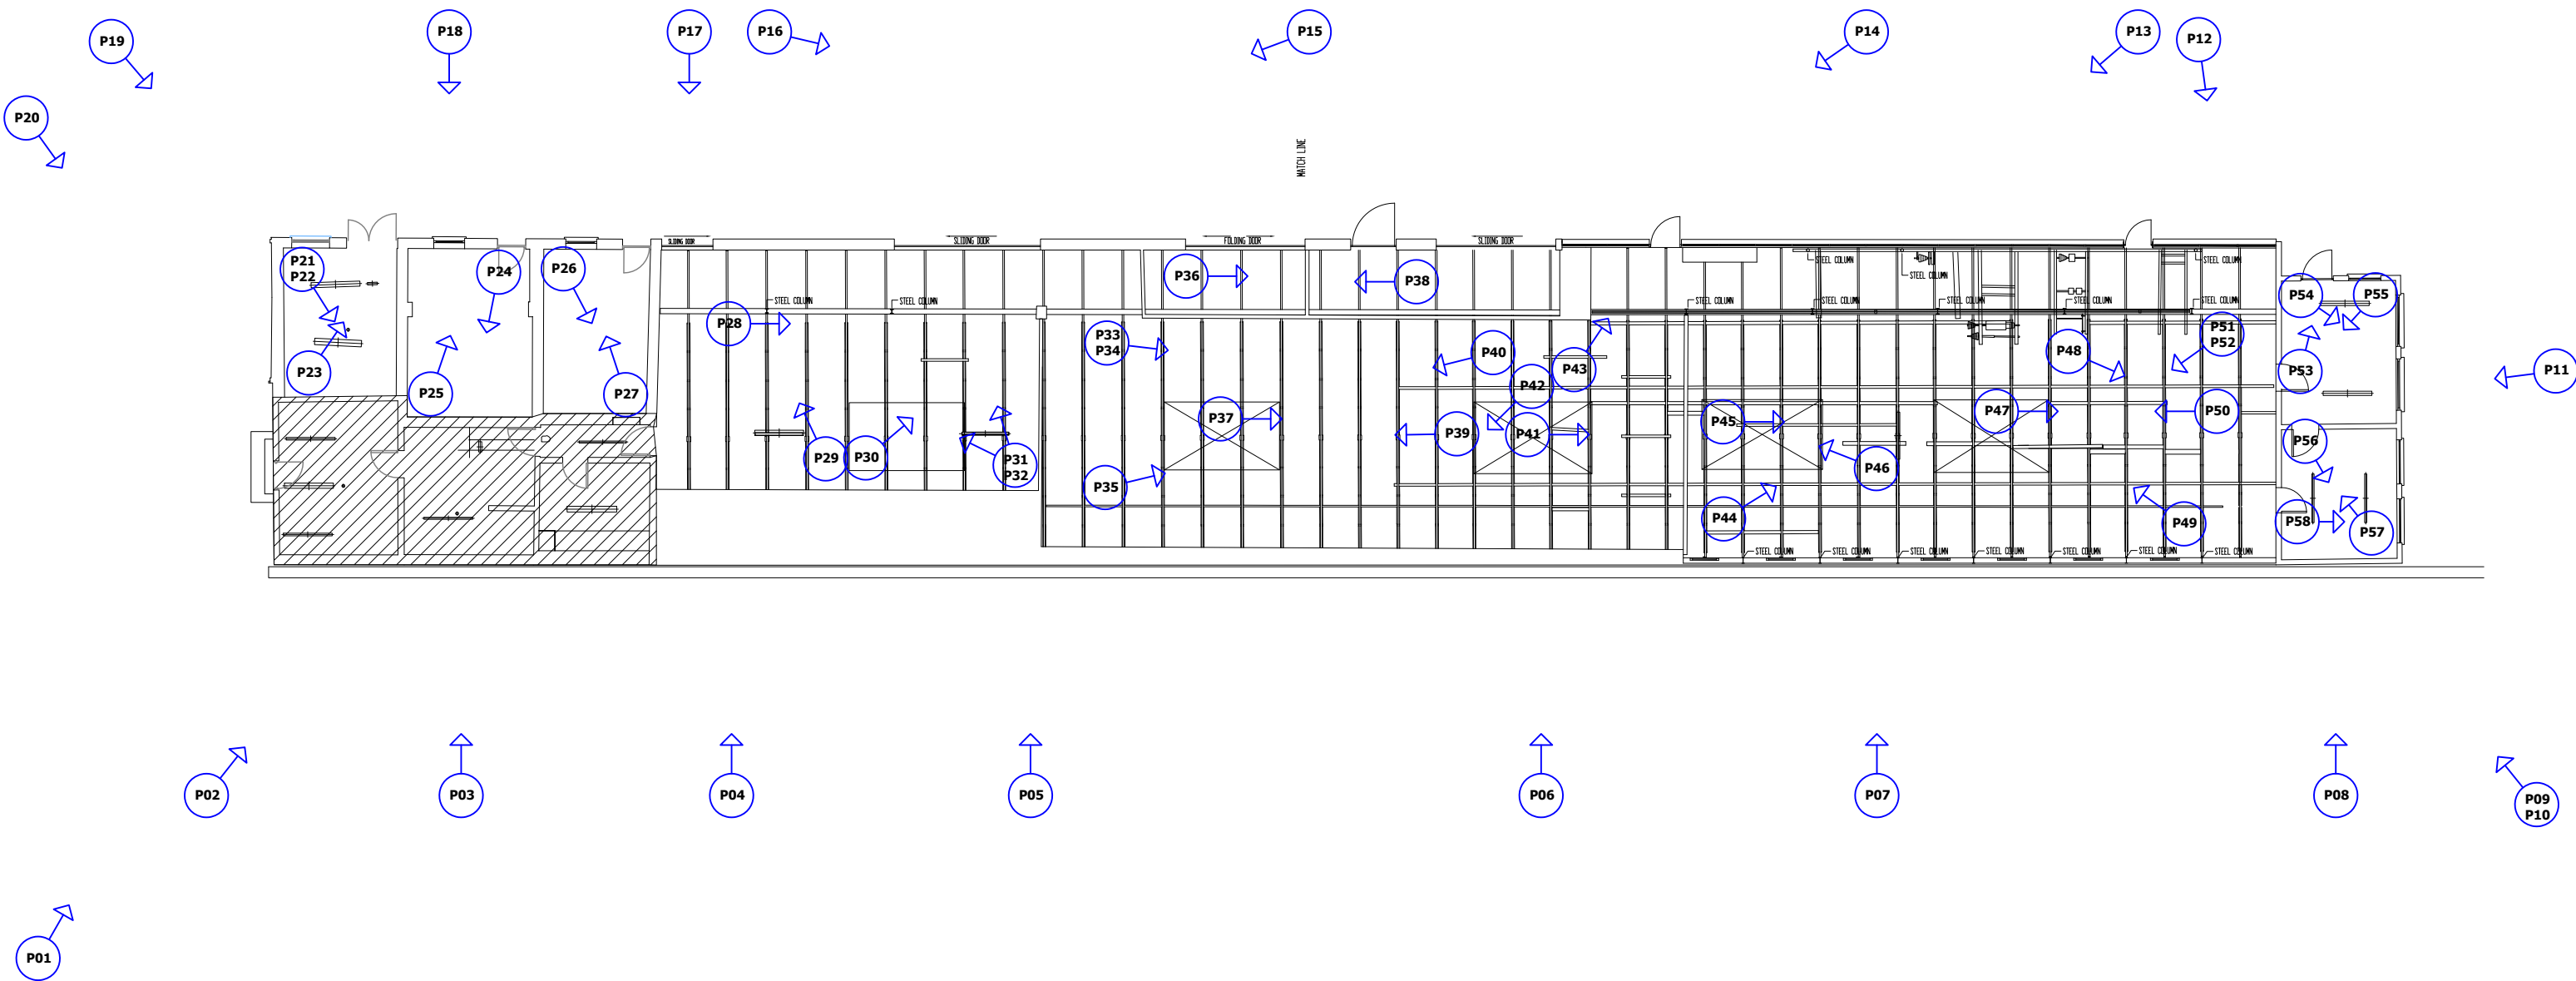 P19
P18
P17
P16
P15
P14
P13
P12
P20
MATCH LINE
SLIDING DOOR
SLIDING DOOR
FOLDING DOOR
SLIDING DOOR
P21
P22
P24
P26
P36
P38
STEEL COLUMN
STEEL COLUMN
STEEL COLUMN
P54
P55
STEEL COLUMN
STEEL COLUMN
STEEL COLUMN
STEEL COLUMN
STEEL COLUMN
STEEL COLUMN
STEEL COLUMN
P28
P33
P34
P40
P43
P48
P51
P52
P23
P25
P27
P42
P53
P11
P37
P39
P41
P45
P47
P50
P56
P29
P30
P31
P32
P35
P46
P44
P49
P58
P57
STEEL COLUMN
STEEL COLUMN
STEEL COLUMN
STEEL COLUMN
STEEL COLUMN
STEEL COLUMN
STEEL COLUMN
P02
P03
P04
P05
P06
P07
P08
P09
P10
P01